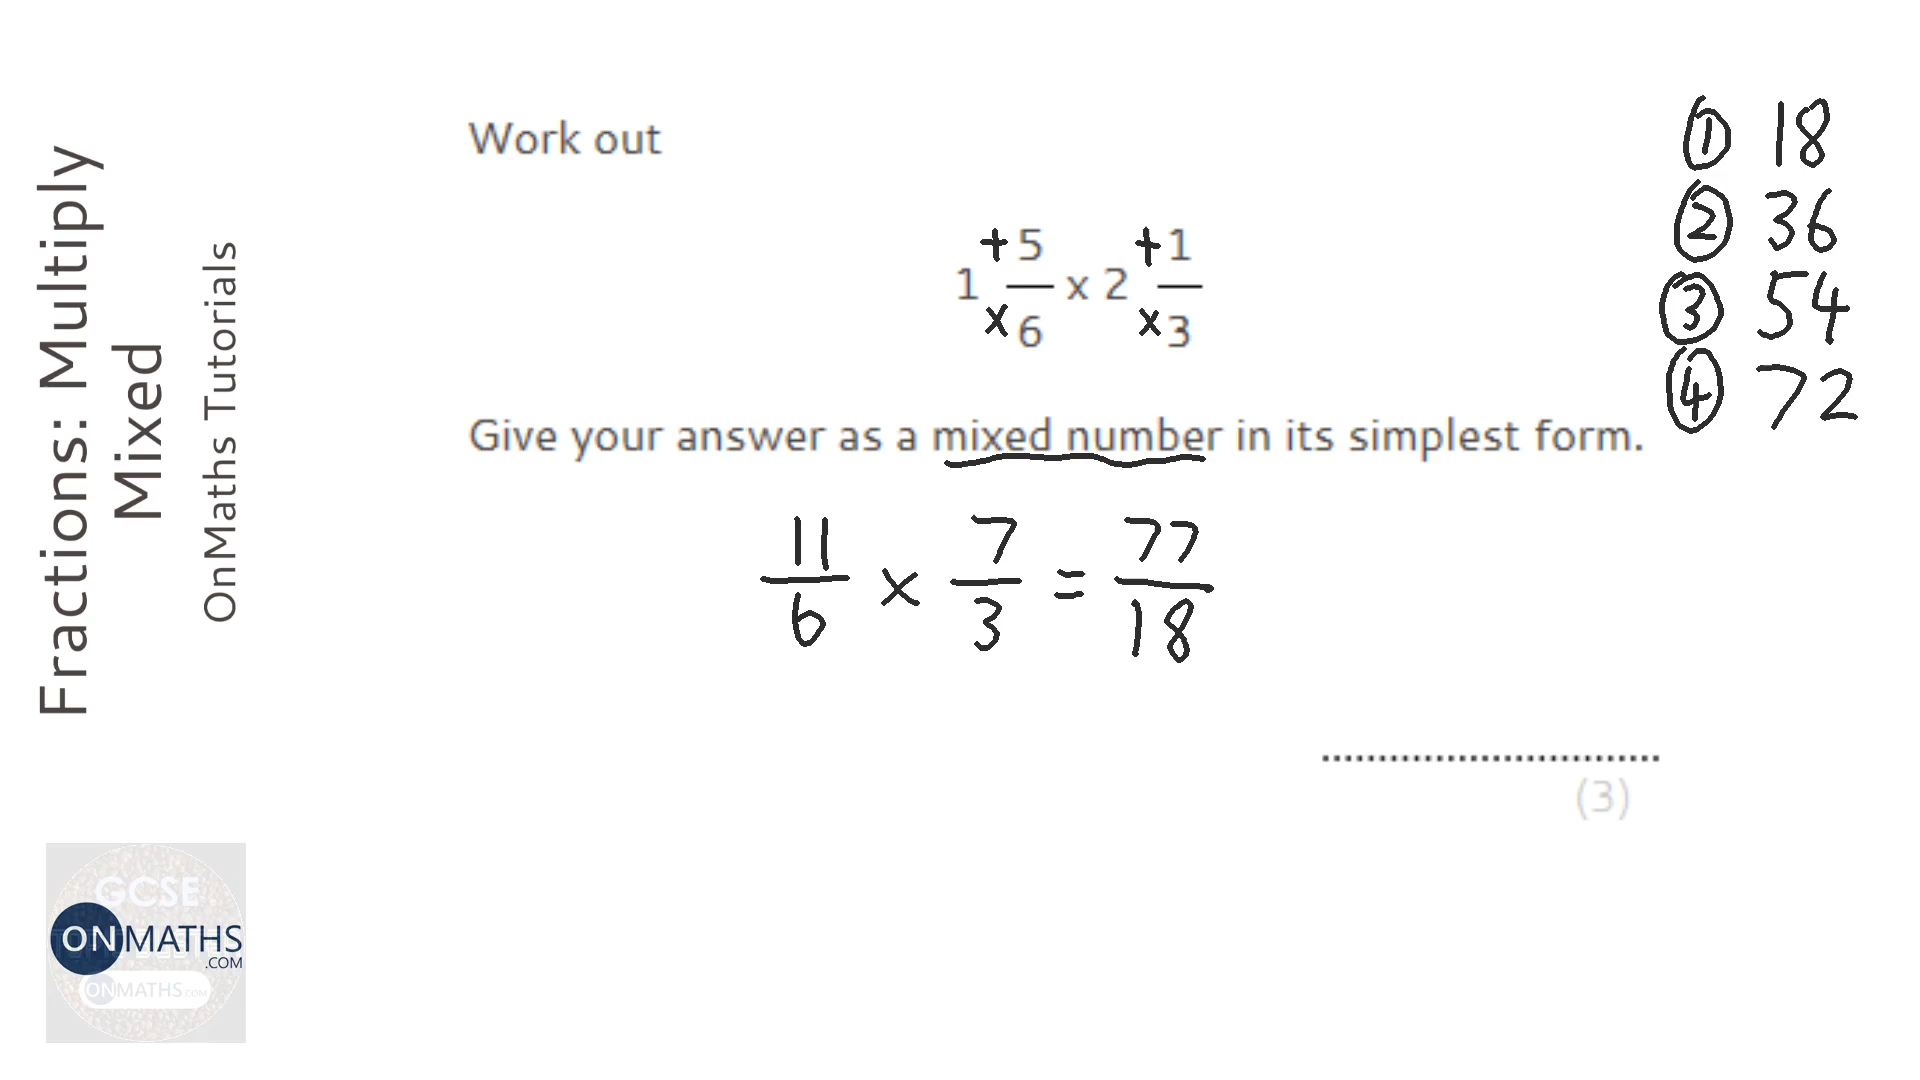 Fractions: Multiply
Mixed
OnMaths Tutorials
Work out
1 + 5/× 6 x 2 + 1/× 3
Give your answer as a mixed number in its simplest form.
11/6 × 7/3 = 77/18
① 18
② 36
③ 54
④ 72
(3)
GCSE
ONMATHS
.COM
ONMATHS.COM